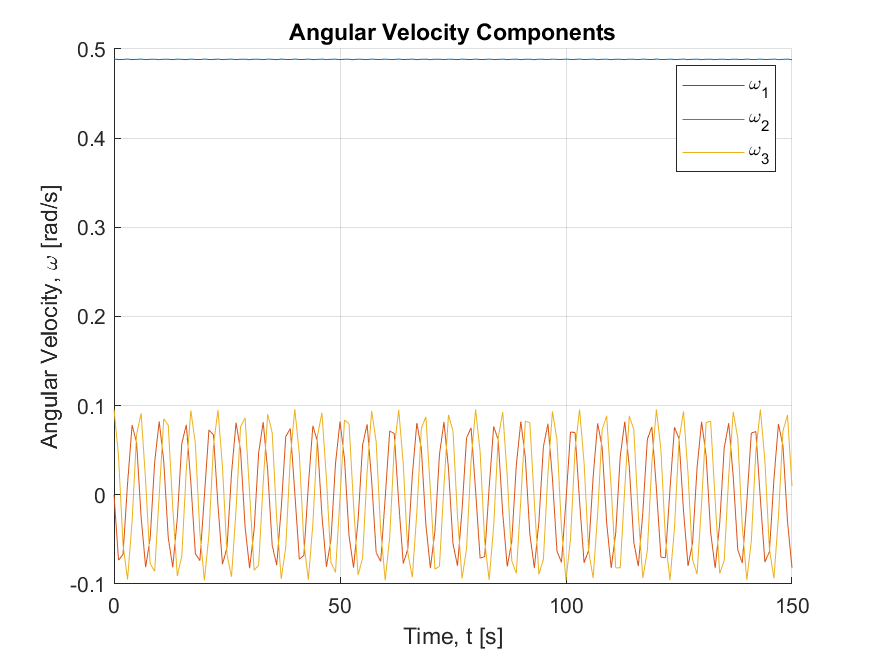 Angular Velocity Components
Angular Velocity, ω [rad/s]
0.5
0.4
0.3
0.2
0.1
0
-0.1
ω1
ω2
ω3
0 50 100 150
Time, t [s]